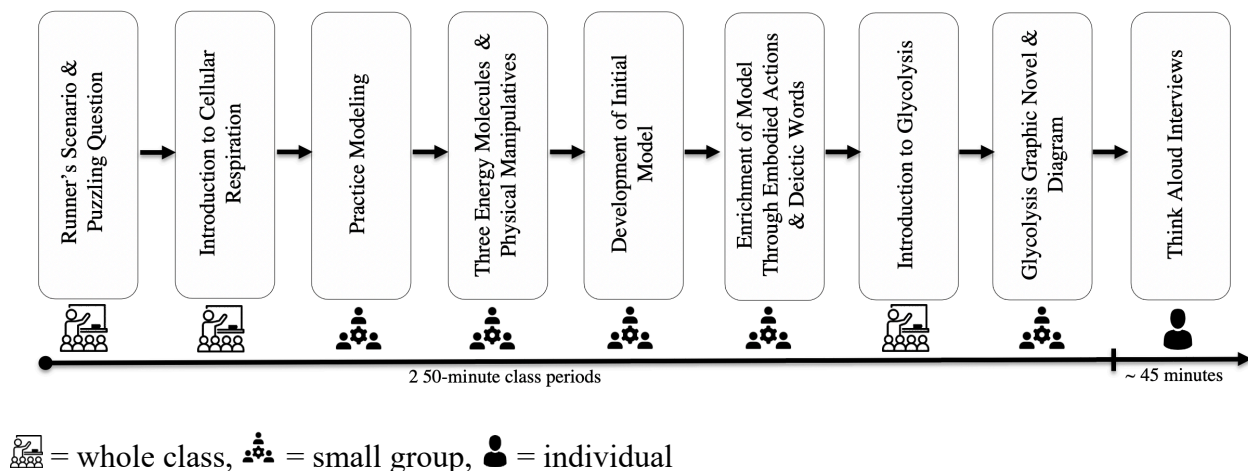 Runner's Scenario &
Puzzling Question
Introduction to Cellular
Respiration
Practice Modeling
Three Energy Molecules &
Physical Manipulatives
Development of Initial
Model
Enrichment of Model
Through Embodied Actions
& Deictic Words
Introduction to Glycolysis
Glycolysis Graphic Novel &
Diagram
Think Aloud Interviews
2 50-minute class periods
~ 45 minutes
= whole class, = small group, = individual